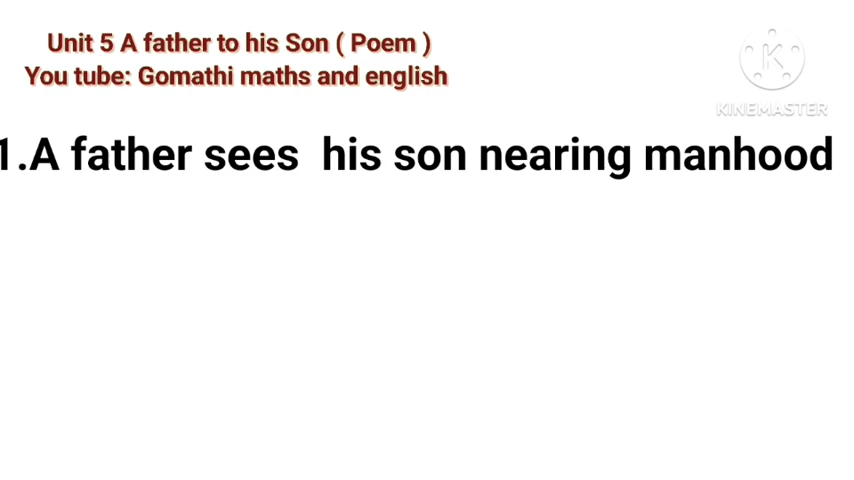 Unit 5 A father to his Son ( Poem )
You tube: Gomathi maths and english
KINEMASTER
1.A father sees his son nearing manhood